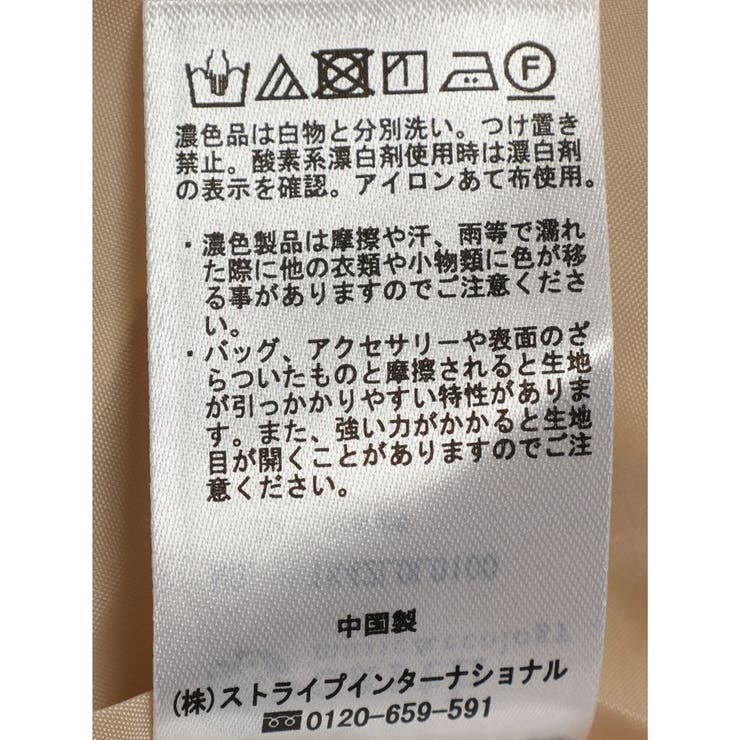 F
濃色品は白物と分別洗い。つけ置き
禁止。酸素系漂白剤使用時は漂白剤
の表示を確認。アイロンあて布使用。
・濃色製品は摩擦や汗、雨等で濡れ
た際に他の衣類や小物類に色が移
る事がありますのでご注意くださ
い。
・バッグ、アクセサリーや表面のざ
らついたものと摩擦されると生地
が引っかかりやすい特性がありま
す。また、強い力がかかると生地
目が開くことがありますのでご注
意ください。
中国製
(株)ストライプインターナショナル
0120-659-591